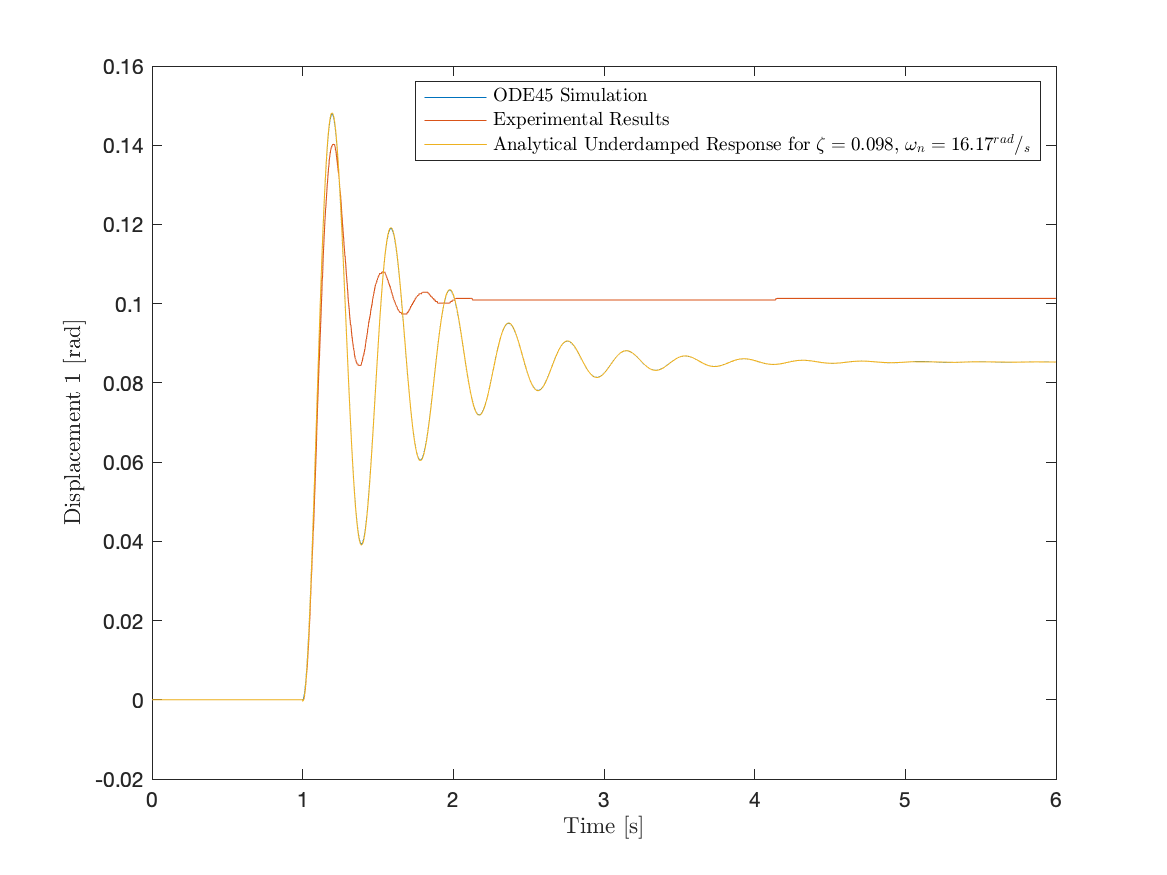 0.16
0.14
0.12
0.1
0.08
0.06
0.04
0.02
0
-0.02
Displacement 1 [rad]
ODE45 Simulation
Experimental Results
Analytical Underdamped Response for ζ = 0.098, ωₙ = 16.17ʳᵃᵈ/ₛ
0 1 2 3 4 5 6
Time [s]